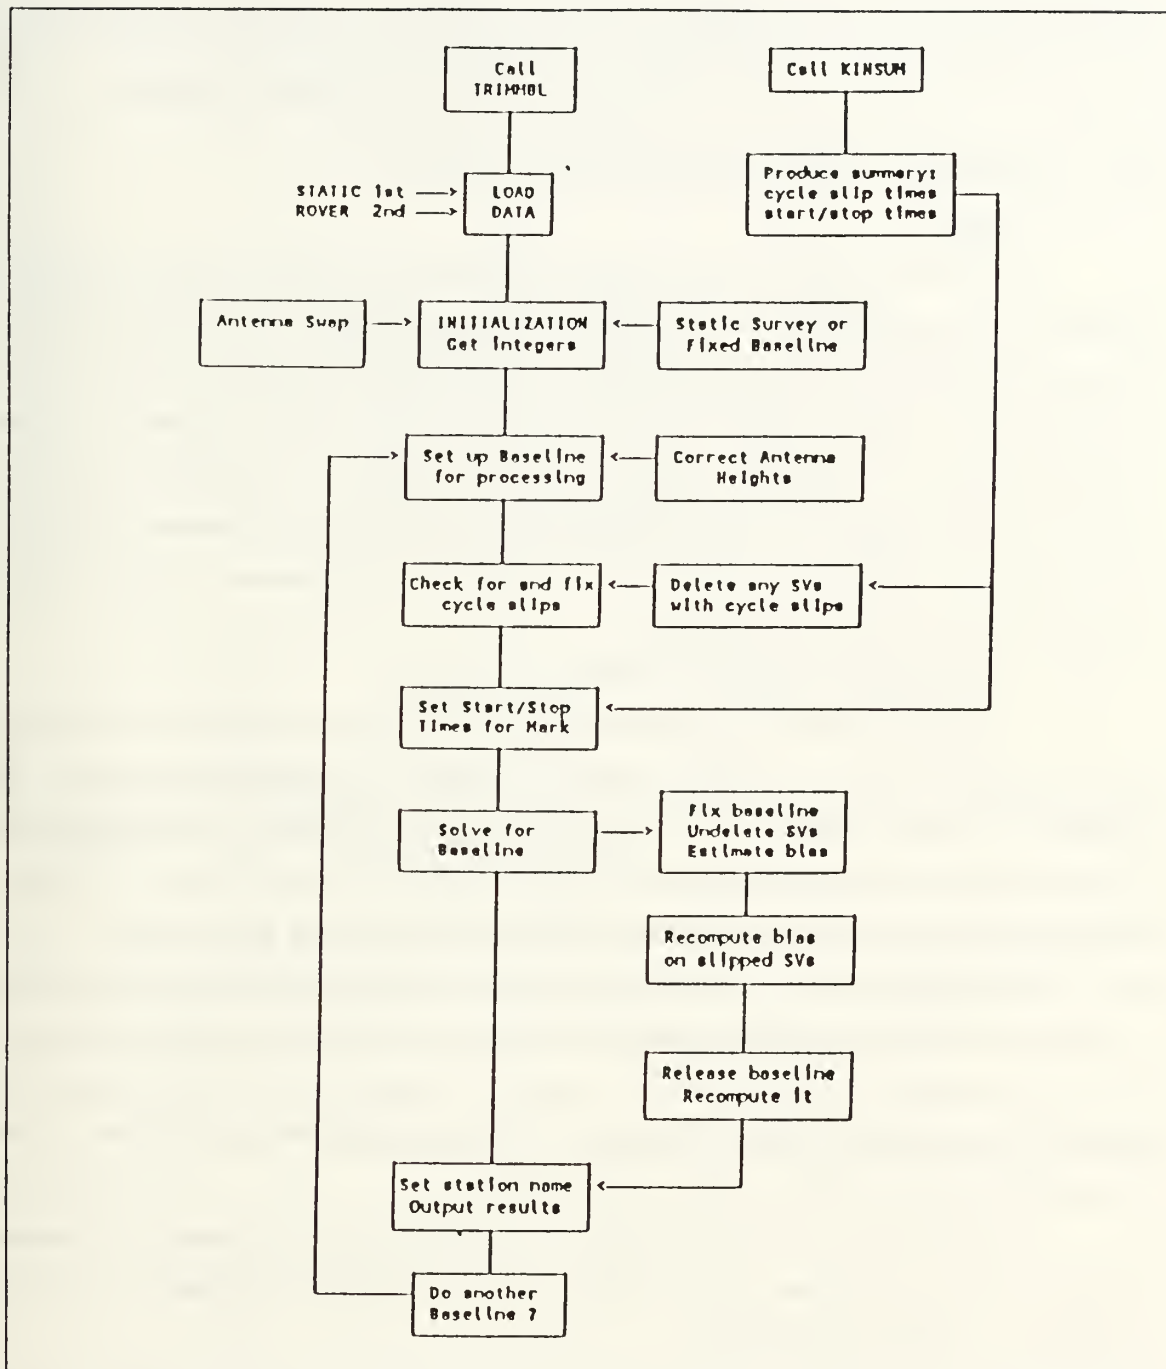 Call
TRIMMBL
Call KINSUM
STATIC 1st
ROVER 2nd
LOAD
DATA
Produce summary:
cycle slip times
start/stop times
Antenna Swap
INITIALIZATION
Get integers
Static Survey or
Fixed Baseline
Set up Baseline
for processing
Correct Antenna
Heights
Check for and fix
cycle slips
Delete any SVs
with cycle slips
Set Start/Stop
Times for Mark
Solve for
Baseline
Fix baseline
Undelete SVs
Estimate bias
Recompute bias
on slipped SVs
Release baseline
Recompute it
Set station name
Output results
Do another
Baseline ?